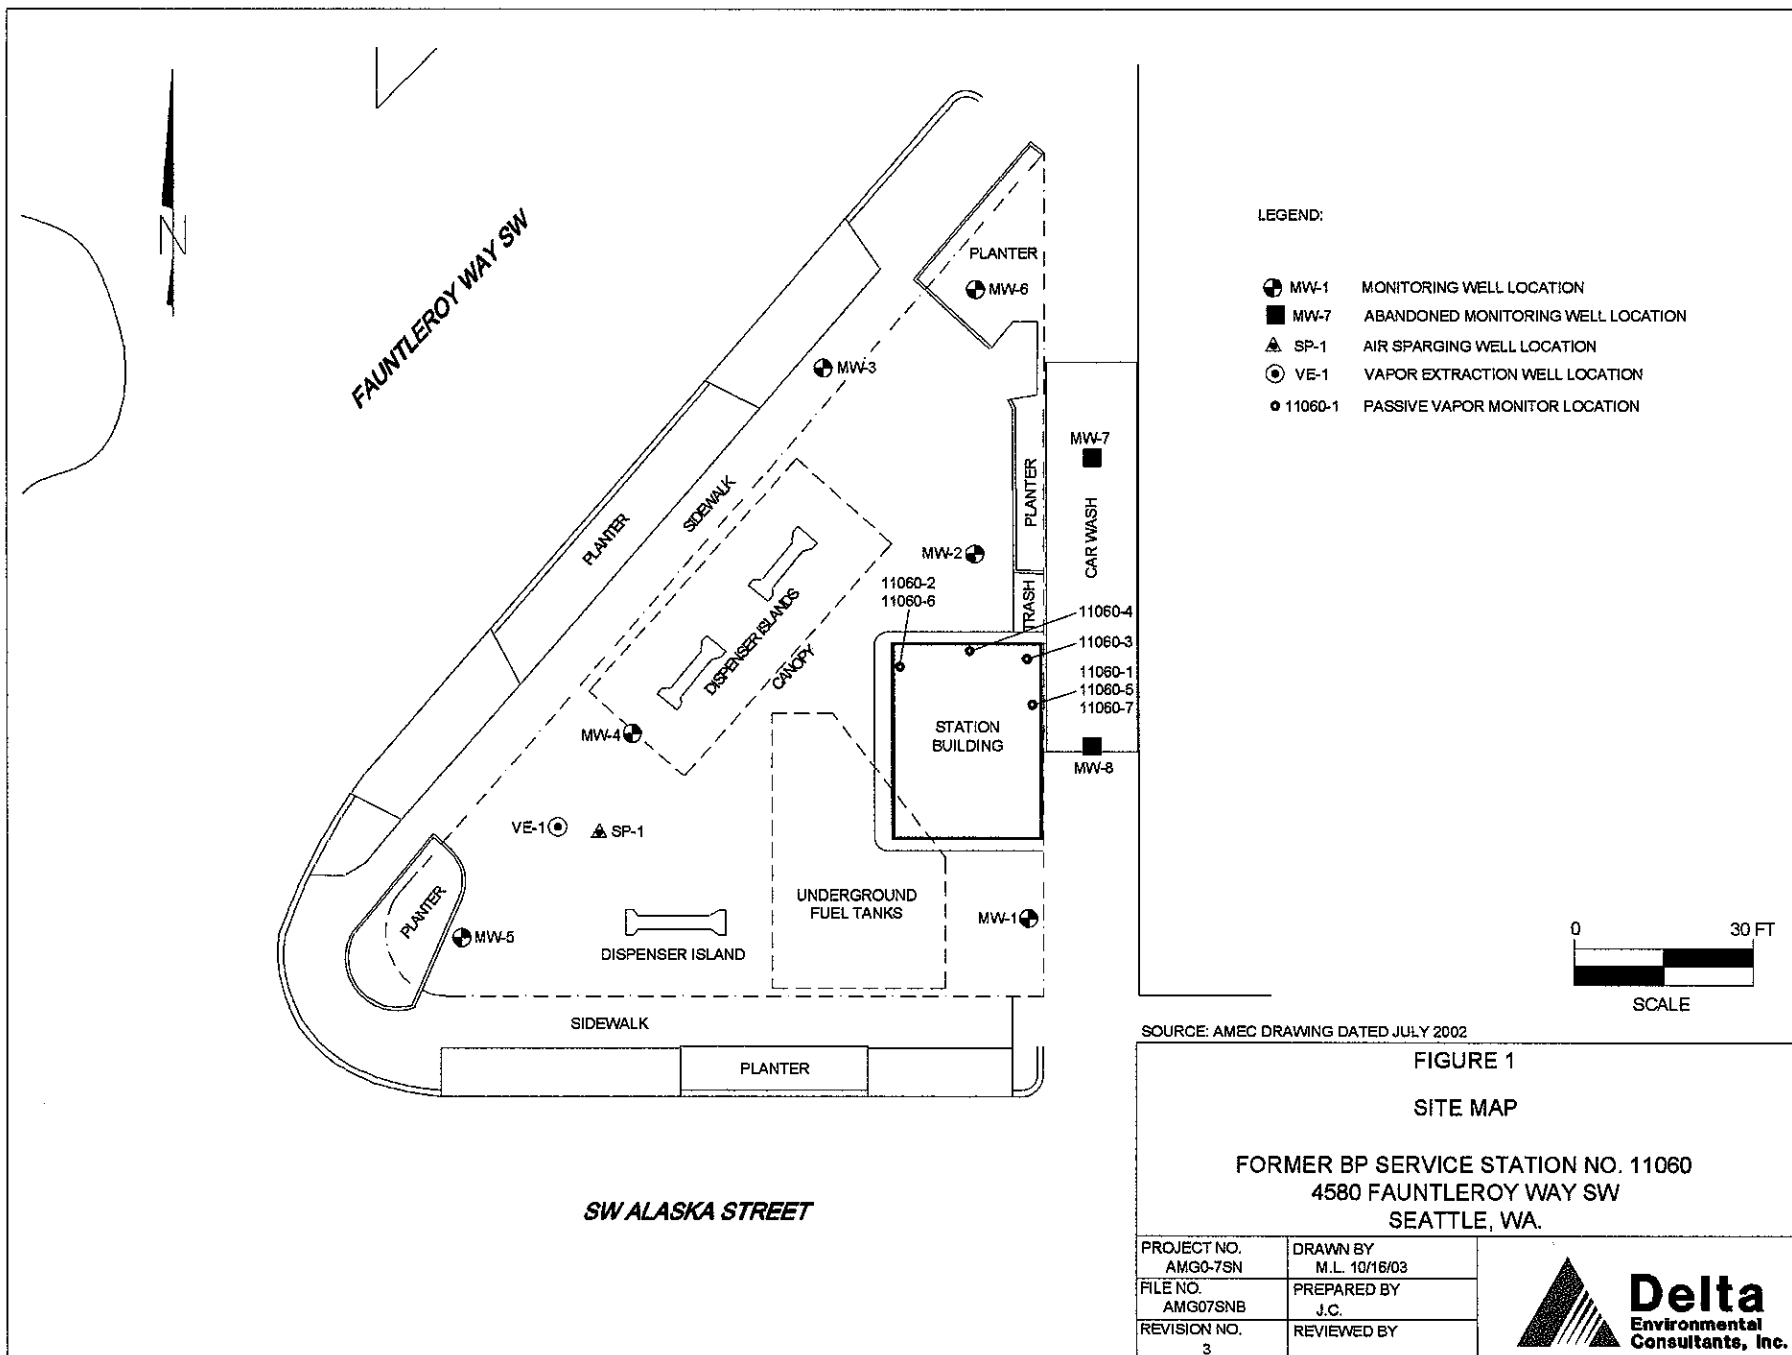 N
FAUNTLEROY WAY SW
PLANTER
MW-6
MW-3
SIDEWALK
PLANTER
MW-2
11060-2
11060-6
PLANTER
TRASH
MW-7
CAR WASH
11060-4
11060-3
11060-1
11060-5
11060-7
MW-8
DISPENSER ISLANDS
CANOPY
MW-4
STATION
BUILDING
VE-1
SP-1
PLANTER
MW-5
DISPENSER ISLAND
UNDERGROUND
FUEL TANKS
MW-1
SIDEWALK
PLANTER
SW ALASKA STREET
LEGEND:
MW-1 MONITORING WELL LOCATION
MW-7 ABANDONED MONITORING WELL LOCATION
SP-1 AIR SPARGING WELL LOCATION
VE-1 VAPOR EXTRACTION WELL LOCATION
11060-1 PASSIVE VAPOR MONITOR LOCATION
0 30 FT
SCALE
SOURCE: AMEC DRAWING DATED JULY 2002
FIGURE 1
SITE MAP
FORMER BP SERVICE STATION NO. 11060
4580 FAUNTLEROY WAY SW
SEATTLE, WA.
PROJECT NO.
AMG0-7SN
DRAWN BY
M.L. 10/16/03
FILE NO.
AMG07SNB
PREPARED BY
J.C.
REVISION NO.
3
REVIEWED BY
Delta
Environmental
Consultants, Inc.